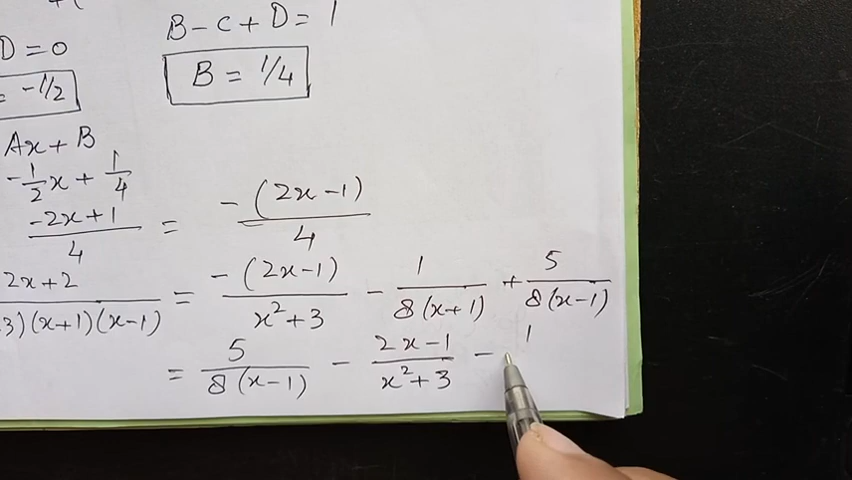 B - C + D = 1
D = 0
= -1/2
B = 1/4
Ax + B
-1/2 x + 1/4
(-2x + 1)/4 = -(2x - 1)/4
2x + 2 / 3)(x+1)(x-1) = -(2x - 1)/(x² + 3) - 1/8(x+1) + 5/8(x-1)
= 5/8(x-1) - (2x - 1)/(x² + 3) - 1